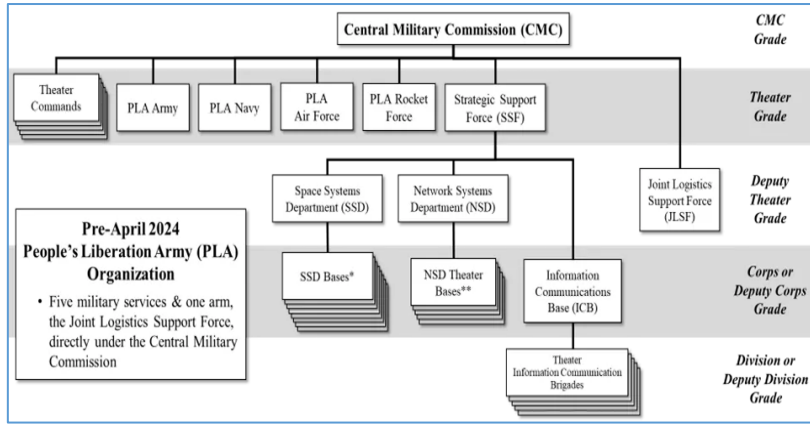 Central Military Commission (CMC)
CMC
Grade
Theater
Commands
PLA Army
PLA Navy
PLA
Air Force
PLA Rocket
Force
Strategic Support
Force (SSF)
Theater
Grade
Space Systems
Department (SSD)
Network Systems
Department (NSD)
Joint Logistics
Support Force
(JLSF)
Deputy
Theater
Grade
Pre-April 2024
People's Liberation Army (PLA)
Organization
• Five military services & one arm,
the Joint Logistics Support Force,
directly under the Central Military
Commission
SSD Bases*
NSD Theater
Bases**
Information
Communications
Base (ICB)
Corps or
Deputy Corps
Grade
Theater
Information Communication
Brigades
Division or
Deputy Division
Grade